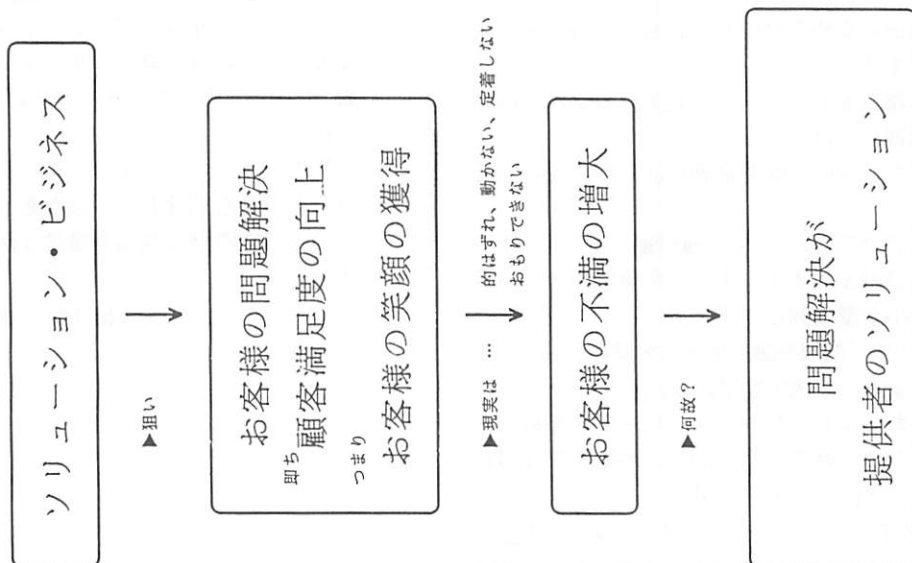 ソリューション・ビジネス
▶狙い
お客様の問題解決
即ち
顧客満足度の向上
つまり
お客様の笑顔の獲得
▶現実は …
的はずれ、動かない、定着しない
おもりできない
お客様の不満の増大
▶何故?
問題解決が
提供者のソリューション